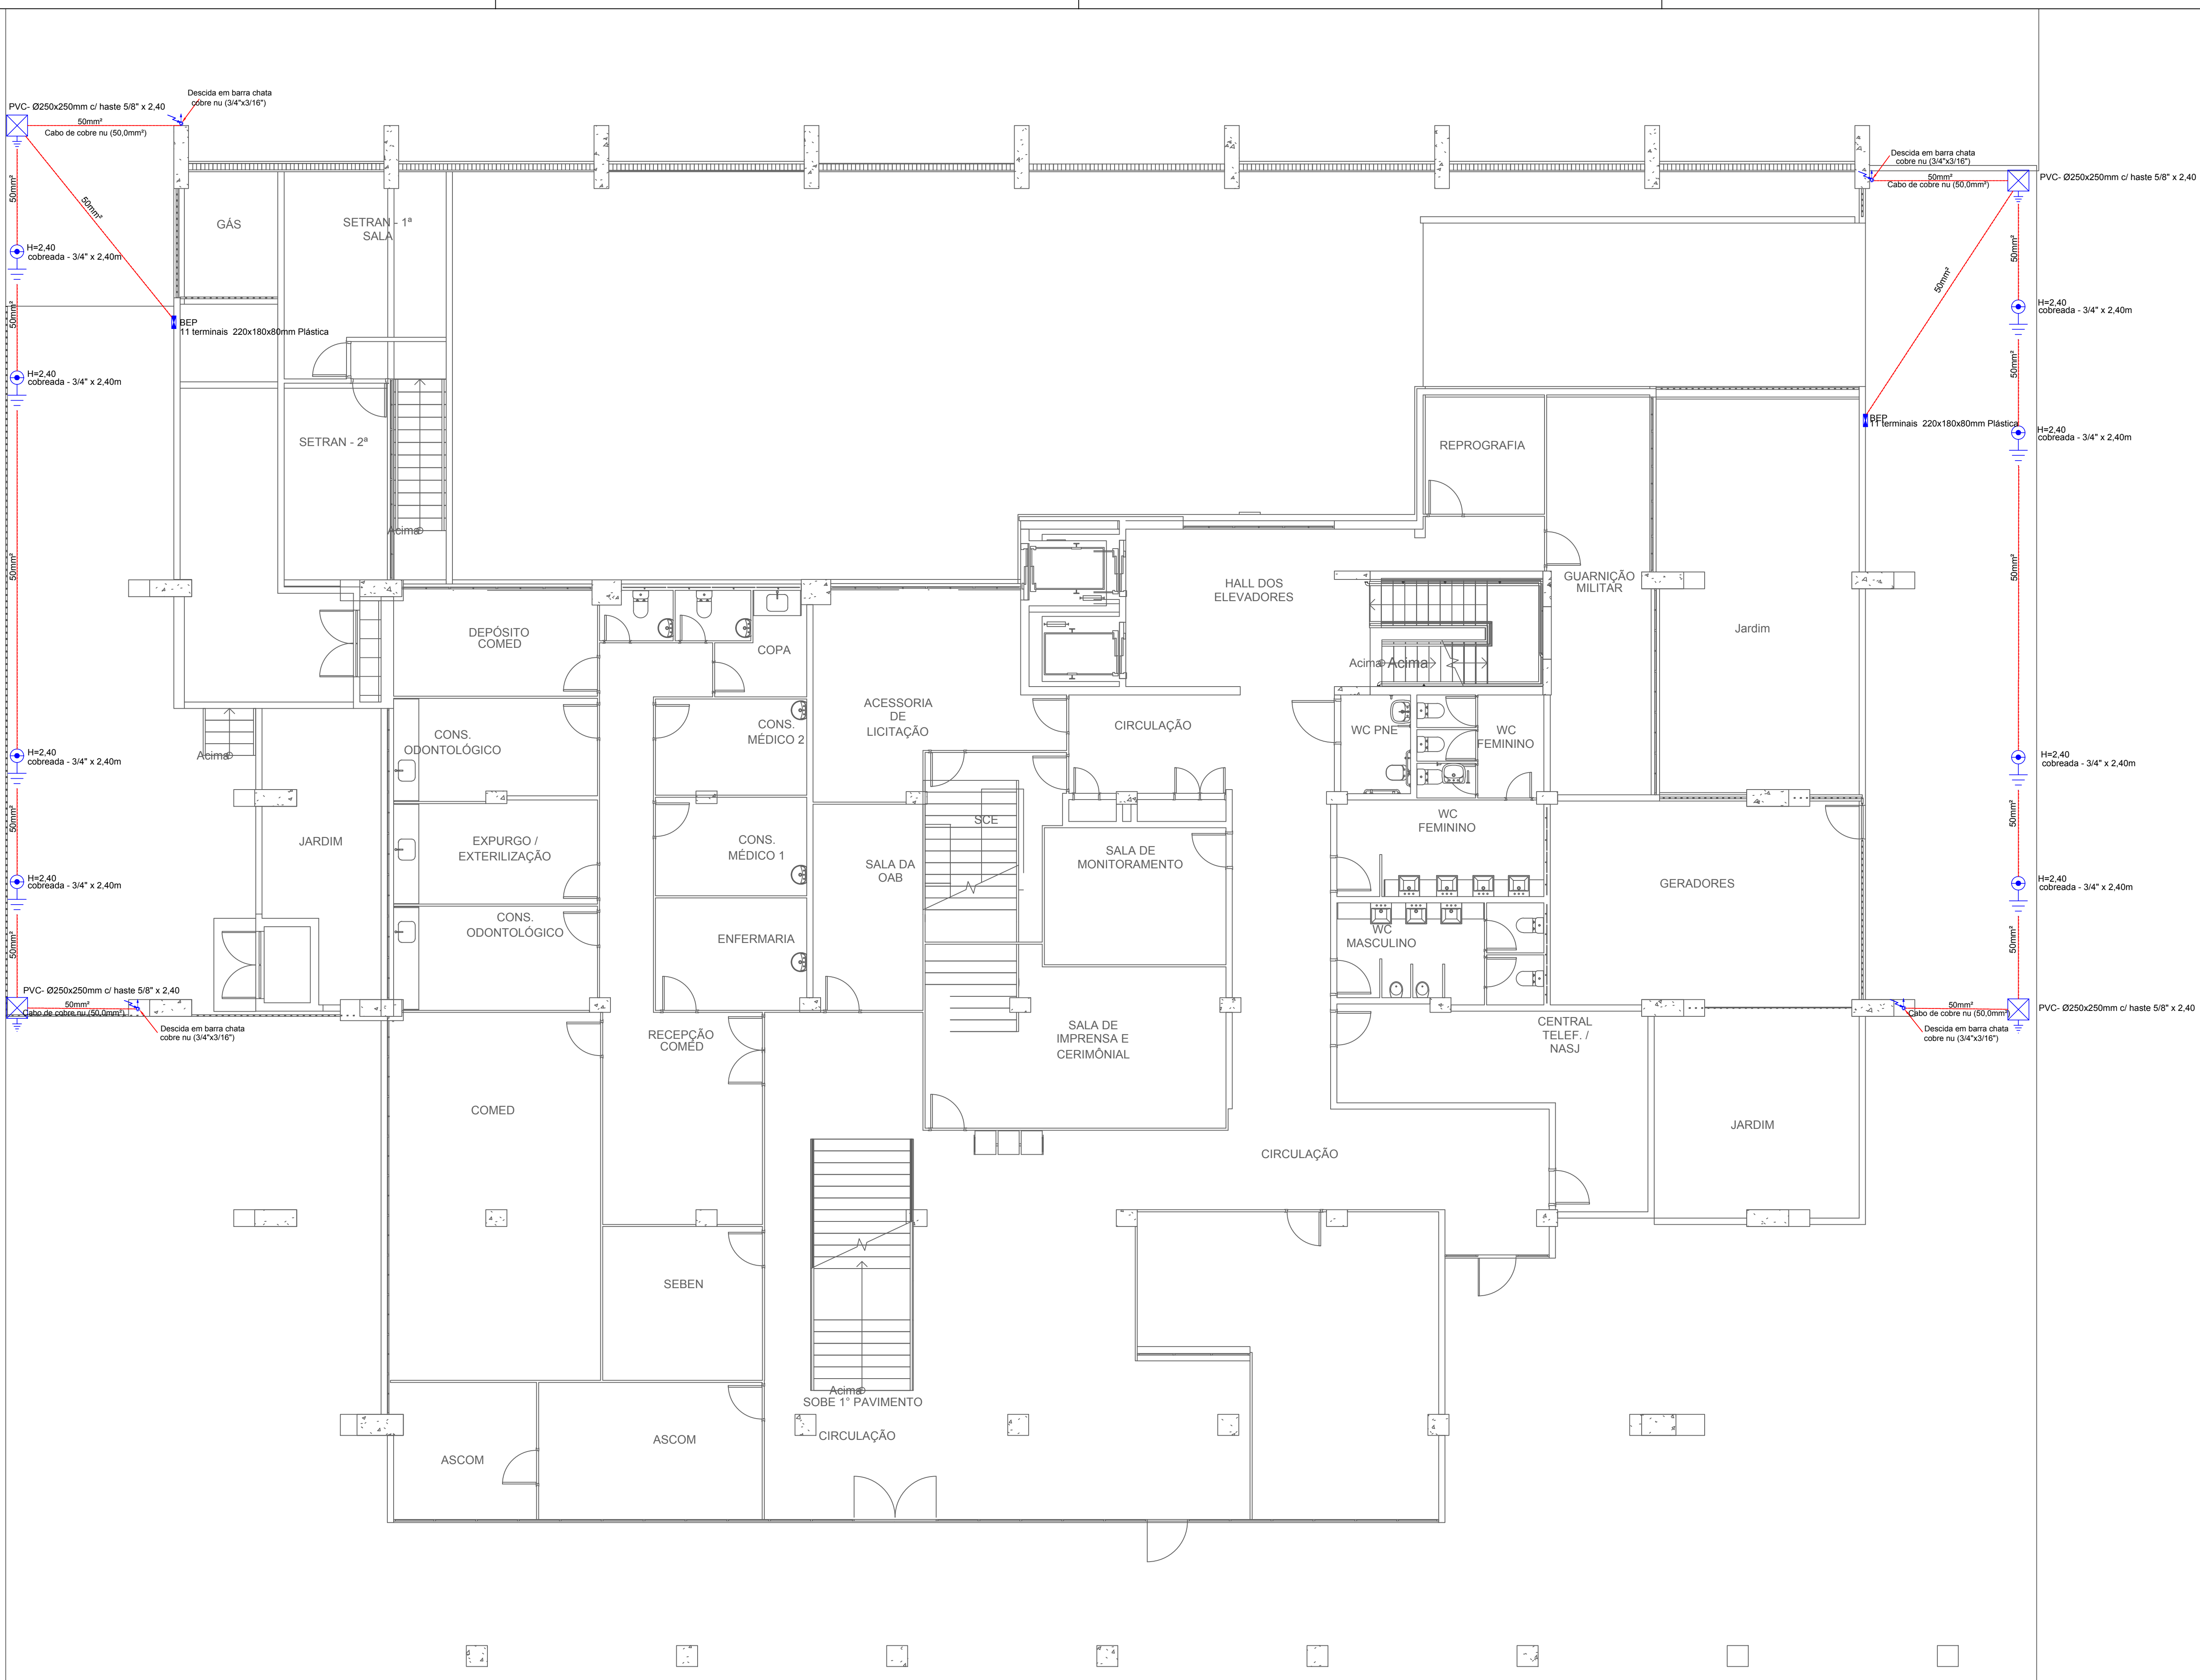 Descida em barra chata
cobre nu (3/4"x3/16")
PVC- Ø250x250mm c/ haste 5/8" x 2,40
50mm²
Cabo de cobre nu (50,0mm²)
50mm²
50mm²
H=2,40
cobreada - 3/4" x 2,40m
50mm²
BEP
11 terminais 220x180x80mm Plástica
H=2,40
cobreada - 3/4" x 2,40m
50mm²
H=2,40
cobreada - 3/4" x 2,40m
50mm²
H=2,40
cobreada - 3/4" x 2,40m
50mm²
PVC- Ø250x250mm c/ haste 5/8" x 2,40
50mm²
Cabo de cobre nu (50,0mm²)
Descida em barra chata
cobre nu (3/4"x3/16")
GÁS
SETRAN - 1ª
SALA
SETRAN - 2ª
Acima
DEPÓSITO
COMED
COPA
CONS.
ODONTOLÓGICO
CONS.
MÉDICO 2
ACESSORIA
DE
LICITAÇÃO
Acima
JARDIM
EXPURGO /
EXTERILIZAÇÃO
CONS.
MÉDICO 1
SALA DA
OAB
SCE
CONS.
ODONTOLÓGICO
ENFERMARIA
SALA DE
MONITORAMENTO
RECEPÇÃO
COMED
COMED
SALA DE
IMPRENSA E
CERIMÔNIAL
SEBEN
Acima
SOBE 1° PAVIMENTO
CIRCULAÇÃO
ASCOM
ASCOM
HALL DOS
ELEVADORES
CIRCULAÇÃO
REPROGRAFIA
GUARNIÇÃO
MILITAR
Jardim
Acima
Acima
WC PNE
WC
FEMININO
WC
FEMININO
WC
MASCULINO
GERADORES
CENTRAL
TELEF. /
NASJ
JARDIM
CIRCULAÇÃO
Descida em barra chata
cobre nu (3/4"x3/16")
50mm²
Cabo de cobre nu (50,0mm²)
PVC- Ø250x250mm c/ haste 5/8" x 2,40
50mm²
50mm²
H=2,40
cobreada - 3/4" x 2,40m
50mm²
BEP
11 terminais 220x180x80mm Plástica
H=2,40
cobreada - 3/4" x 2,40m
50mm²
H=2,40
cobreada - 3/4" x 2,40m
50mm²
H=2,40
cobreada - 3/4" x 2,40m
50mm²
50mm²
Cabo de cobre nu (50,0mm²)
PVC- Ø250x250mm c/ haste 5/8" x 2,40
Descida em barra chata
cobre nu (3/4"x3/16")